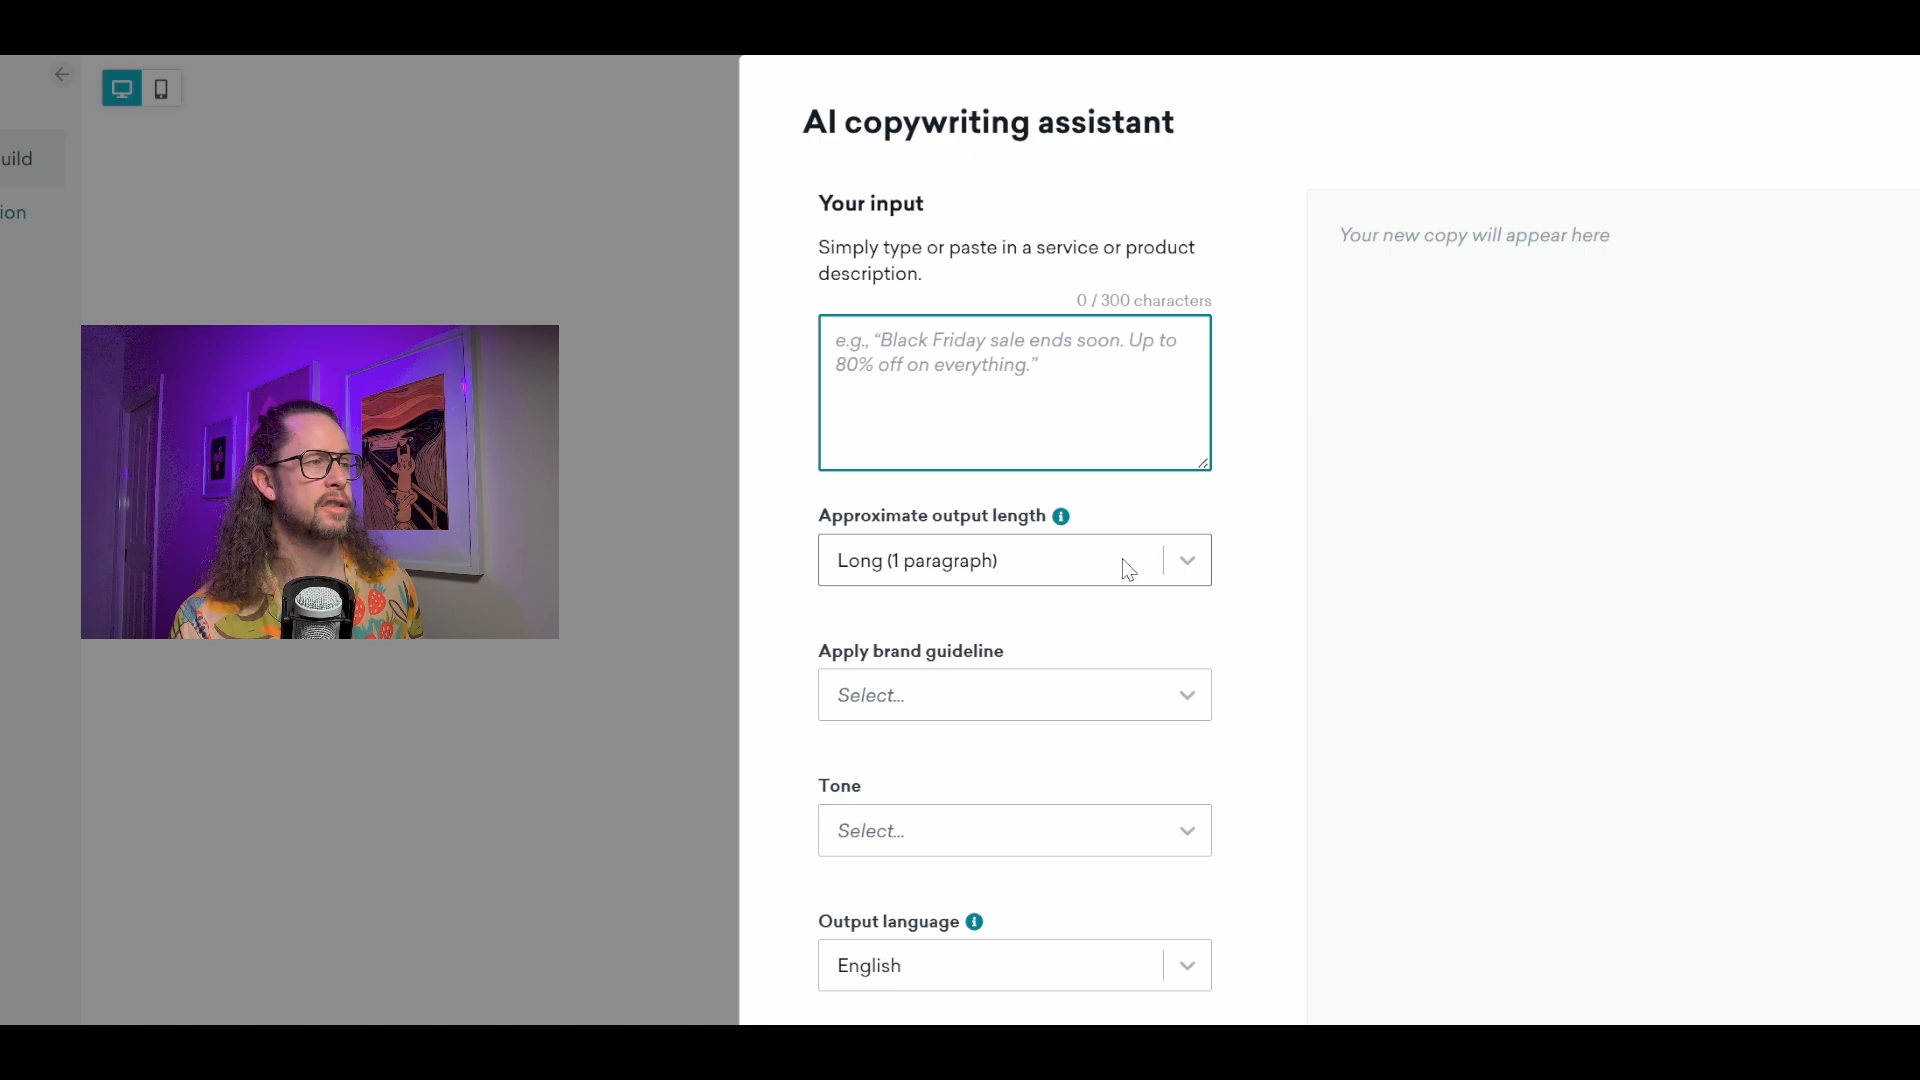 uild
ion
AI copywriting assistant
Your input
Simply type or paste in a service or product
description.
0 / 300 characters
e.g., “Black Friday sale ends soon. Up to
80% off on everything.”
Approximate output length
Long (1 paragraph)
Apply brand guideline
Select...
Tone
Select...
Output language
English
Your new copy will appear here